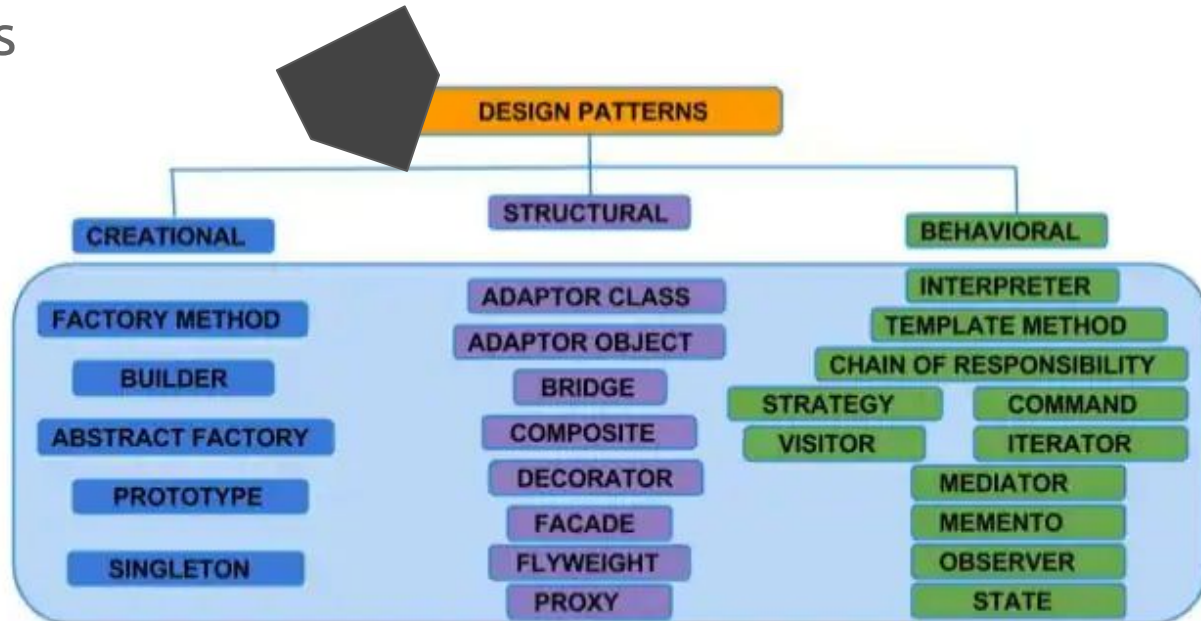 s
DESIGN PATTERNS
CREATIONAL
STRUCTURAL
BEHAVIORAL
FACTORY METHOD
BUILDER
ABSTRACT FACTORY
PROTOTYPE
SINGLETON
ADAPTOR CLASS
ADAPTOR OBJECT
BRIDGE
COMPOSITE
DECORATOR
FACADE
FLYWEIGHT
PROXY
INTERPRETER
TEMPLATE METHOD
CHAIN OF RESPONSIBILITY
STRATEGY COMMAND
VISITOR ITERATOR
MEDIATOR
MEMENTO
OBSERVER
STATE